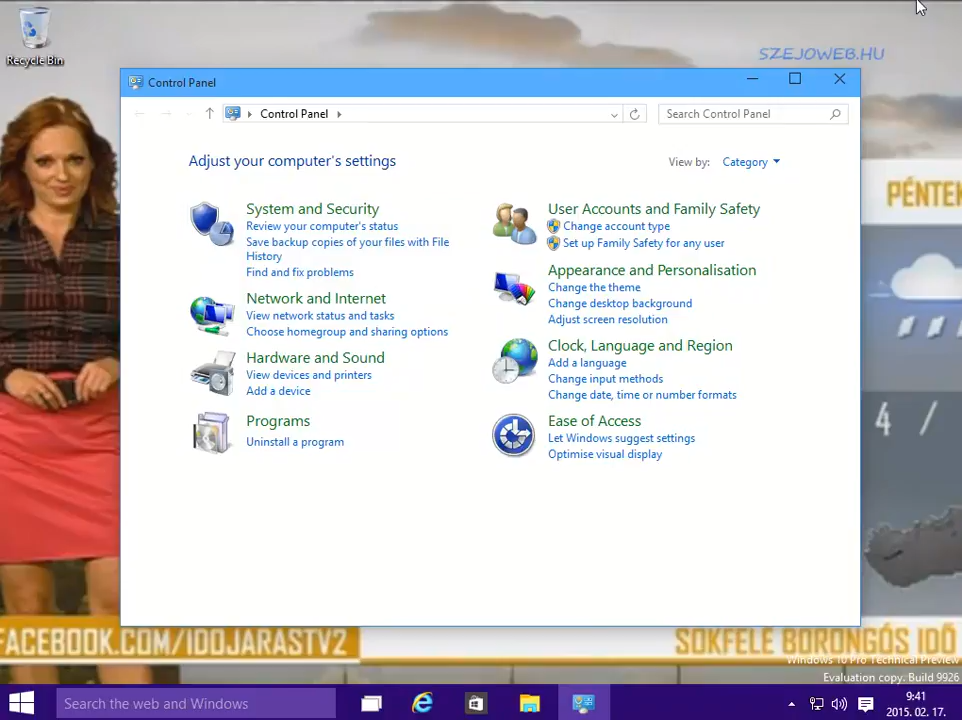 Recycle Bin
SZEJOWEB.HU
Control Panel
Control Panel
Search Control Panel
Adjust your computer's settings
View by: Category
System and Security
Review your computer's status
Save backup copies of your files with File
History
Find and fix problems
Network and Internet
View network status and tasks
Choose homegroup and sharing options
Hardware and Sound
View devices and printers
Add a device
Programs
Uninstall a program
User Accounts and Family Safety
Change account type
Set up Family Safety for any user
Appearance and Personalisation
Change the theme
Change desktop background
Adjust screen resolution
Clock, Language and Region
Add a language
Change input methods
Change date, time or number formats
Ease of Access
Let Windows suggest settings
Optimise visual display
PÉNTEK
4 /
FACEBOOK.COM/IDOJARASTV2
SOKFELE BORONGÓS IDŐ
Windows 10 Pro Technical Preview
Evaluation copy. Build 9926
Search the web and Windows
9:41
2015. 02. 17.